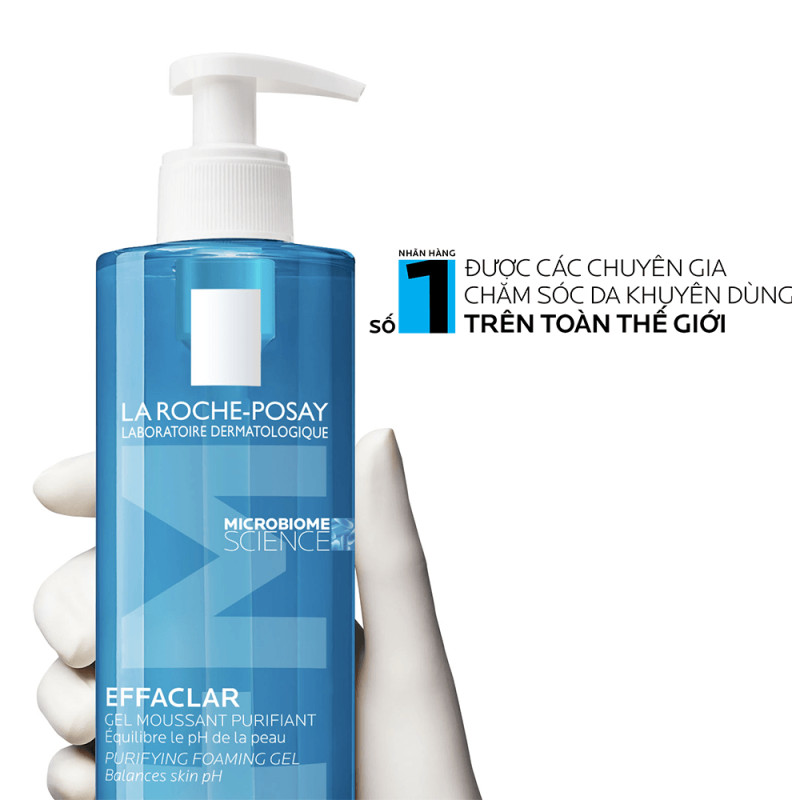 LA ROCHE-POSAY
LABORATOIRE DERMATOLOGIQUE
MICROBIOME
SCIENCE
EFFACLAR
GEL MOUSSANT PURIFIANT
Équilibre le pH de la peau
PURIFYING FOAMING GEL
Balances skin pH
NHÃN HÀNG
SỐ 1
ĐƯỢC CÁC CHUYÊN GIA
CHĂM SÓC DA KHUYÊN DÙNG
TRÊN TOÀN THẾ GIỚI